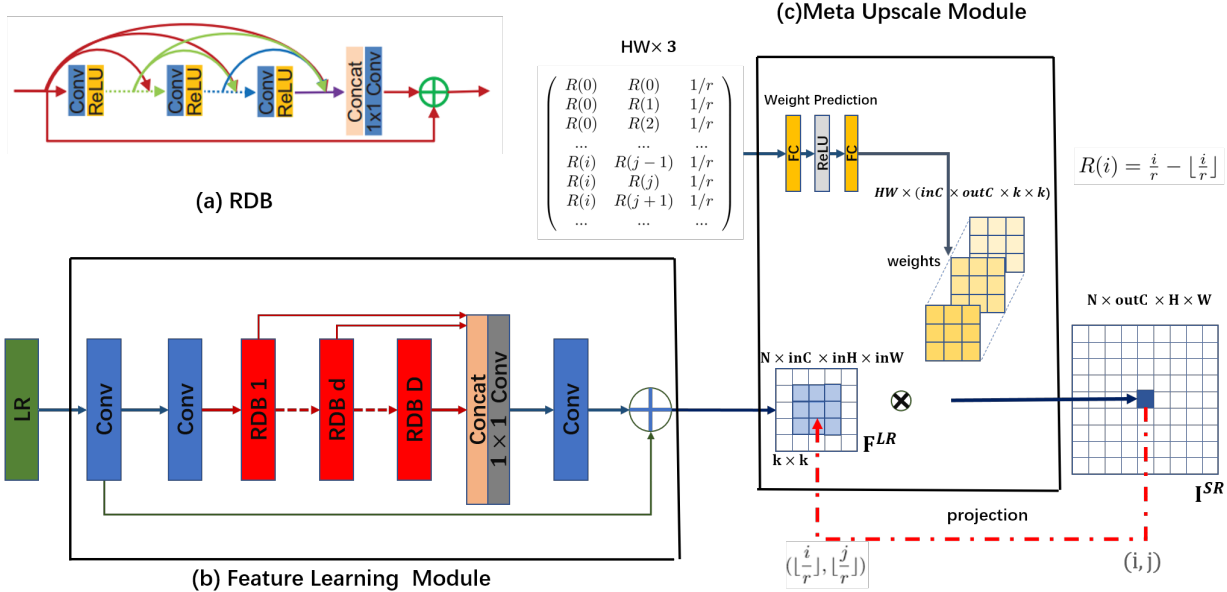 (c)Meta Upscale Module
HW× 3
Conv
ReLU
Conv
ReLU
Conv
ReLU
Concat
1x1 Conv
(a) RDB
R(0) R(0) 1/r
R(0) R(1) 1/r
R(0) R(2) 1/r
... ... ...
R(i) R(j − 1) 1/r
R(i) R(j) 1/r
R(i) R(j + 1) 1/r
... ... ...
Weight Prediction
FC
ReLU
FC
HW × (inC × outC × k × k)
weights
R(i) = i/r − ⌊i/r⌋
N × outC × H × W
LR
Conv
Conv
RDB 1
RDB d
RDB D
Concat
1 × 1 Conv
Conv
N × inC × inH × inW
F^LR
k × k
I^SR
projection
(⌊i/r⌋, ⌊j/r⌋)
(i, j)
(b) Feature Learning Module